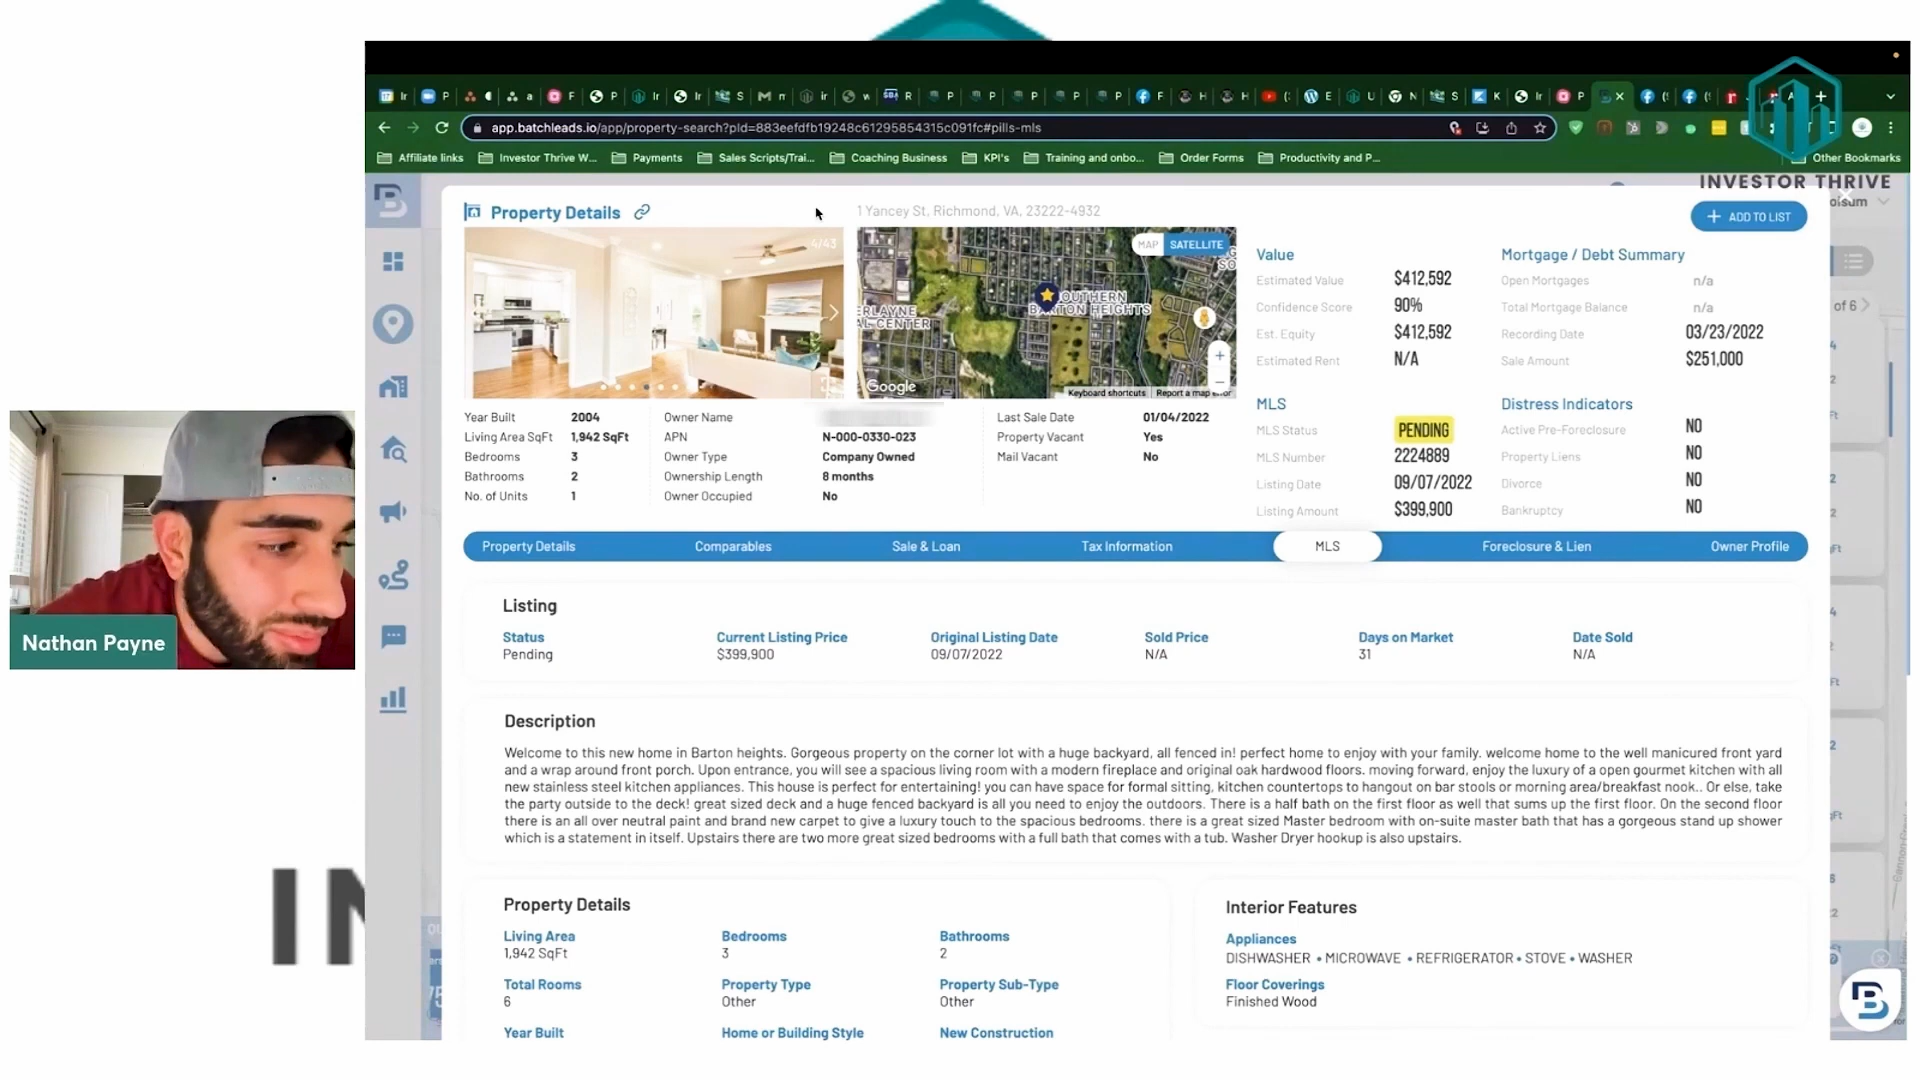 app.batchleads.io/app/property-search?pId=883eefdfb19248c61295854315c091fc#pills-mls
Affiliate links
Investor Thrive W...
Payments
Sales Scripts/Trai...
Coaching Business
KPI's
Training and onbo...
Order Forms
Productivity and P...
Other Bookmarks
INVESTOR THRIVE
Property Details
1 Yancey St, Richmond, VA, 23222-4932
+ ADD TO LIST
4/43
MAP SATELLITE
SOUTHERN
BARTON HEIGHTS
Google
Keyboard shortcuts
Report a map error
Value
Estimated Value $412,592
Confidence Score 90%
Est. Equity $412,592
Estimated Rent N/A
Mortgage / Debt Summary
Open Mortgages n/a
Total Mortgage Balance n/a
Recording Date 03/23/2022
Sale Amount $251,000
of 6
Year Built 2004
Living Area SqFt 1,942 SqFt
Bedrooms 3
Bathrooms 2
No. of Units 1
Owner Name
APN N-000-0330-023
Owner Type Company Owned
Ownership Length 8 months
Owner Occupied No
Last Sale Date 01/04/2022
Property Vacant Yes
Mail Vacant No
MLS
MLS Status PENDING
MLS Number 2224889
Listing Date 09/07/2022
Listing Amount $399,900
Distress Indicators
Active Pre-Foreclosure NO
Property Liens NO
Divorce NO
Bankruptcy NO
Property Details Comparables Sale & Loan Tax Information MLS Foreclosure & Lien Owner Profile
Nathan Payne
Listing
Status Current Listing Price Original Listing Date Sold Price Days on Market Date Sold
Pending $399,900 09/07/2022 N/A 31 N/A
Description
Welcome to this new home in Barton heights. Gorgeous property on the corner lot with a huge backyard, all fenced in! perfect home to enjoy with your family. welcome home to the well manicured front yard
and a wrap around front porch. Upon entrance, you will see a spacious living room with a modern fireplace and original oak hardwood floors. moving forward, enjoy the luxury of a open gourmet kitchen with all
new stainless steel kitchen appliances. This house is perfect for entertaining! you can have space for formal sitting, kitchen countertops to hangout on bar stools or morning area/breakfast nook.. Or else, take
the party outside to the deck! great sized deck and a huge fenced backyard is all you need to enjoy the outdoors. There is a half bath on the first floor as well that sums up the first floor. On the second floor
there is an all over neutral paint and brand new carpet to give a luxury touch to the spacious bedrooms. there is a great sized Master bedroom with on-suite master bath that has a gorgeous stand up shower
which is a statement in itself. Upstairs there are two more great sized bedrooms with a full bath that comes with a tub. Washer Dryer hookup is also upstairs.
Property Details
Living Area Bedrooms Bathrooms
1,942 SqFt 3 2
Total Rooms Property Type Property Sub-Type
6 Other Other
Year Built Home or Building Style New Construction
Interior Features
Appliances
DISHWASHER • MICROWAVE • REFRIGERATOR • STOVE • WASHER
Floor Coverings
Finished Wood